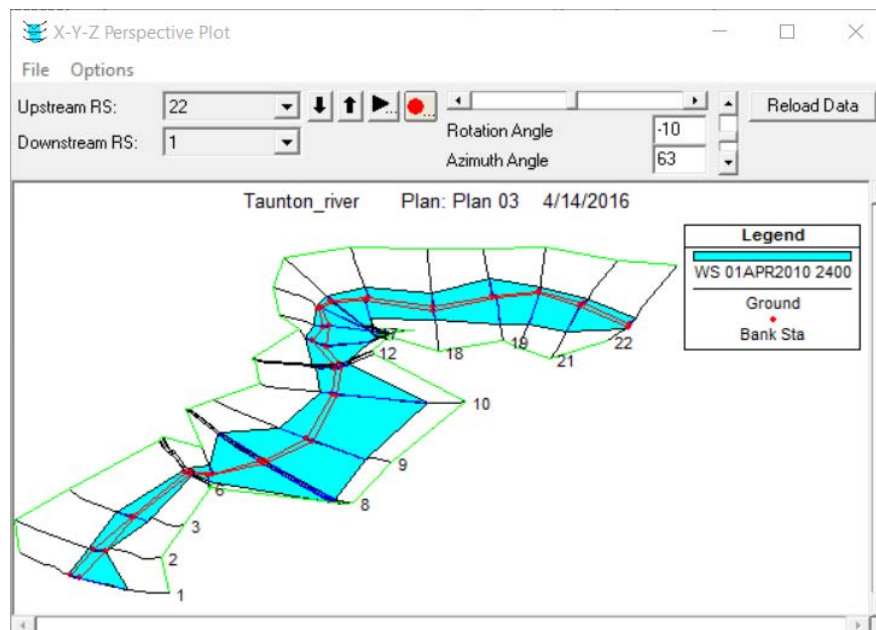 X-Y-Z Perspective Plot
File Options
Upstream RS: 22
Downstream RS: 1
Rotation Angle -10
Azimuth Angle 63
Reload Data
Taunton_river Plan: Plan 03 4/14/2016
Legend
WS 01APR2010 2400
Ground
Bank Sta
12
18
19
21
22
10
9
8
6
3
2
1